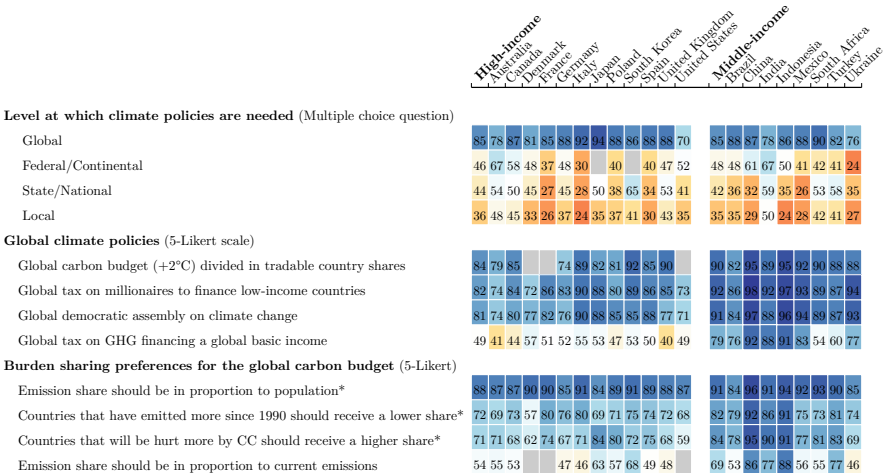 High-income
Australia
Canada
Denmark
France
Germany
Italy
Japan
Poland
South Korea
Spain
United Kingdom
United States
Middle-income
Brazil
China
India
Indonesia
Mexico
South Africa
Turkey
Ukraine
Level at which climate policies are needed (Multiple choice question)
Global 85 78 87 81 85 88 92 94 88 86 88 88 70 85 88 87 78 86 88 90 82 76
Federal/Continental 46 67 58 48 37 48 30 40 40 47 52 48 48 61 67 50 41 42 41 24
State/National 44 54 50 45 27 45 28 50 38 65 34 53 41 42 36 32 59 35 26 53 58 35
Local 36 48 45 33 26 37 24 35 37 41 30 43 35 35 35 29 50 24 28 42 41 27
Global climate policies (5-Likert scale)
Global carbon budget (+2°C) divided in tradable country shares 84 79 85 74 89 82 81 92 85 90 90 82 95 89 95 92 90 88 88
Global tax on millionaires to finance low-income countries 82 74 84 72 86 83 90 88 80 89 86 85 73 92 86 98 92 97 93 89 87 94
Global democratic assembly on climate change 81 74 80 77 82 76 90 88 85 85 88 77 71 91 84 97 88 96 94 89 87 93
Global tax on GHG financing a global basic income 49 41 44 57 51 52 55 53 47 53 50 40 49 79 76 92 88 91 83 54 60 77
Burden sharing preferences for the global carbon budget (5-Likert)
Emission share should be in proportion to population* 88 87 87 90 90 85 91 84 89 91 89 88 87 91 84 96 91 94 92 93 90 85
Countries that have emitted more since 1990 should receive a lower share* 72 69 73 57 80 76 80 69 71 75 74 72 68 82 79 92 86 91 75 73 81 74
Countries that will be hurt more by CC should receive a higher share* 71 71 68 62 74 67 71 84 80 72 75 68 59 84 78 95 90 91 77 81 83 69
Emission share should be in proportion to current emissions 54 55 53 47 46 63 57 68 49 48 69 53 86 77 88 56 55 77 46